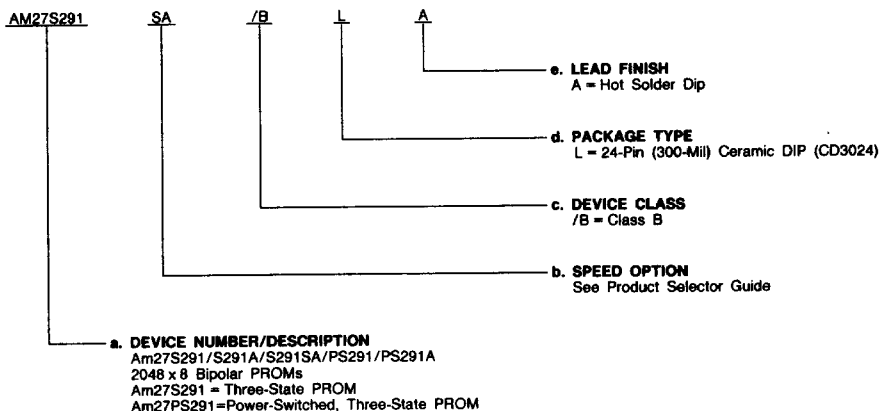 AM27S291 SA /B L A
e. LEAD FINISH
A = Hot Solder Dip
d. PACKAGE TYPE
L = 24-Pin (300-Mil) Ceramic DIP (CD3024)
c. DEVICE CLASS
/B = Class B
b. SPEED OPTION
See Product Selector Guide
a. DEVICE NUMBER/DESCRIPTION
Am27S291/S291A/S291SA/PS291/PS291A
2048 x 8 Bipolar PROMs
Am27S291 = Three-State PROM
Am27PS291=Power-Switched, Three-State PROM